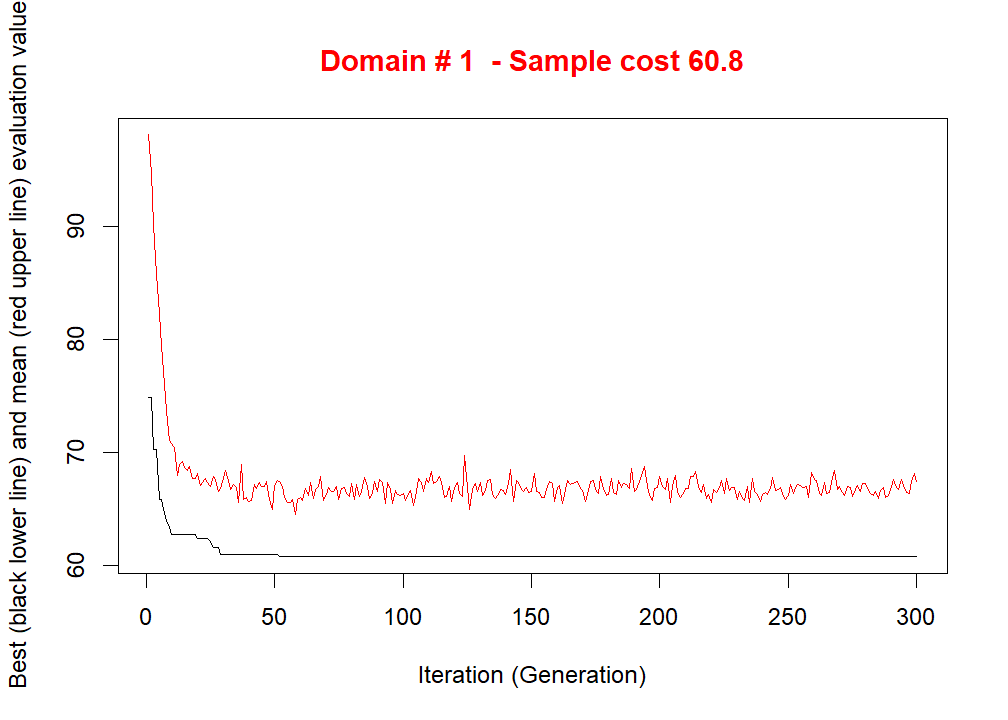 Domain # 1  - Sample cost 60.8
Best (black lower line) and mean (red upper line) evaluation value
90
80
70
60
0 50 100 150 200 250 300
Iteration (Generation)